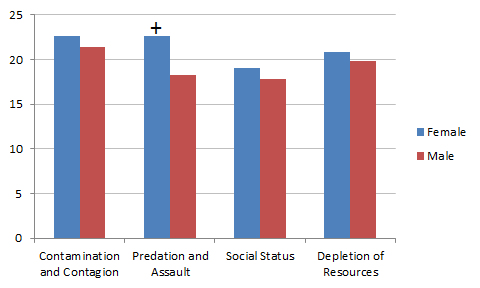 25
+
20
15
10
5
0
Female
Male
Contamination and Contagion
Predation and Assault
Social Status
Depletion of Resources